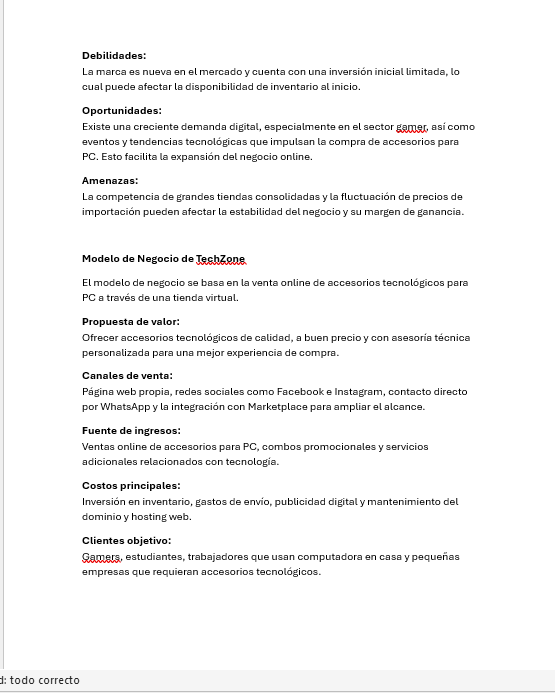 Debilidades:
La marca es nueva en el mercado y cuenta con una inversión inicial limitada, lo
cual puede afectar la disponibilidad de inventario al inicio.
Oportunidades:
Existe una creciente demanda digital, especialmente en el sector gamer, así como
eventos y tendencias tecnológicas que impulsan la compra de accesorios para
PC. Esto facilita la expansión del negocio online.
Amenazas:
La competencia de grandes tiendas consolidadas y la fluctuación de precios de
importación pueden afectar la estabilidad del negocio y su margen de ganancia.
Modelo de Negocio de TechZone
El modelo de negocio se basa en la venta online de accesorios tecnológicos para
PC a través de una tienda virtual.
Propuesta de valor:
Ofrecer accesorios tecnológicos de calidad, a buen precio y con asesoría técnica
personalizada para una mejor experiencia de compra.
Canales de venta:
Página web propia, redes sociales como Facebook e Instagram, contacto directo
por WhatsApp y la integración con Marketplace para ampliar el alcance.
Fuente de ingresos:
Ventas online de accesorios para PC, combos promocionales y servicios
adicionales relacionados con tecnología.
Costos principales:
Inversión en inventario, gastos de envío, publicidad digital y mantenimiento del
dominio y hosting web.
Clientes objetivo:
Gamers, estudiantes, trabajadores que usan computadora en casa y pequeñas
empresas que requieran accesorios tecnológicos.
d: todo correcto